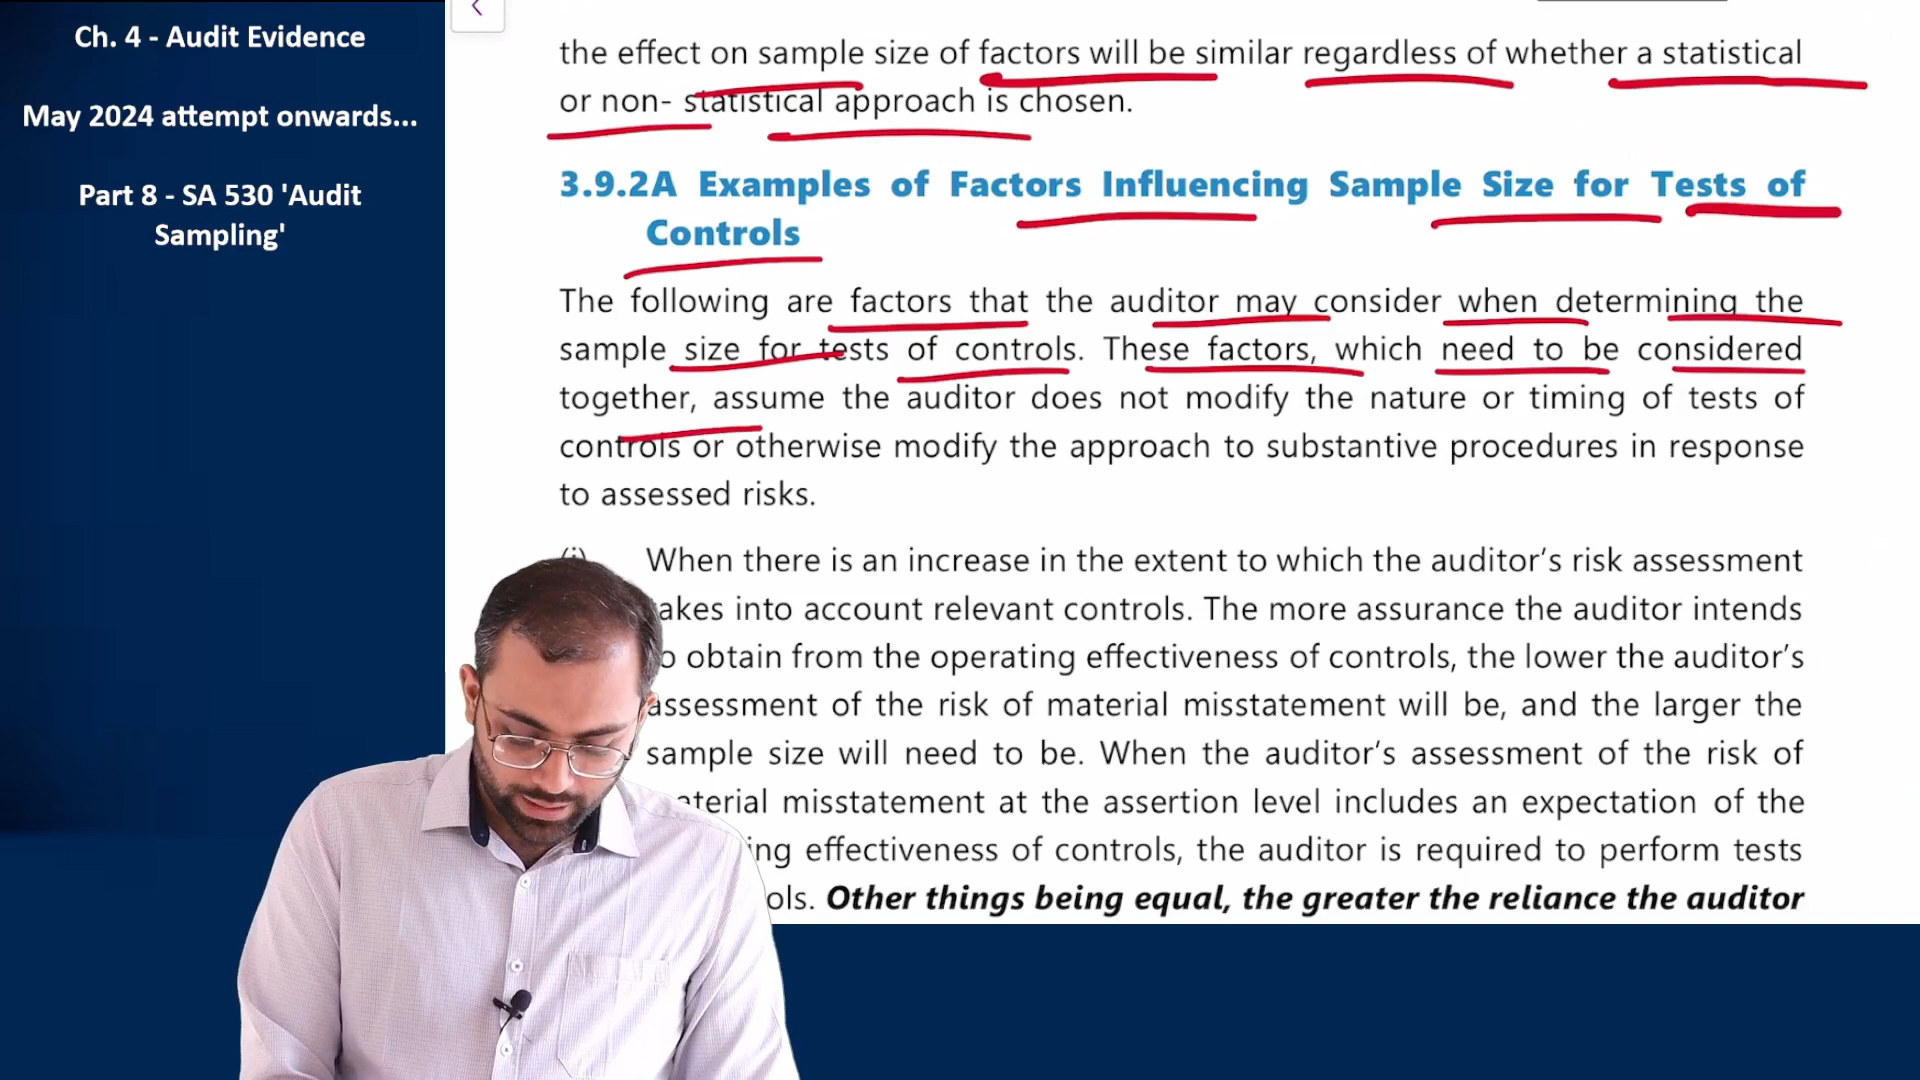 Ch. 4 - Audit Evidence
May 2024 attempt onwards...
Part 8 - SA 530 'Audit
Sampling'
the effect on sample size of factors will be similar regardless of whether a statistical
or non- statistical approach is chosen.
3.9.2A Examples of Factors Influencing Sample Size for Tests of
Controls
The following are factors that the auditor may consider when determining the
sample size for tests of controls. These factors, which need to be considered
together, assume the auditor does not modify the nature or timing of tests of
controls or otherwise modify the approach to substantive procedures in response
to assessed risks.
(i) When there is an increase in the extent to which the auditor’s risk assessment
akes into account relevant controls. The more assurance the auditor intends
o obtain from the operating effectiveness of controls, the lower the auditor’s
assessment of the risk of material misstatement will be, and the larger the
sample size will need to be. When the auditor’s assessment of the risk of
aterial misstatement at the assertion level includes an expectation of the
ing effectiveness of controls, the auditor is required to perform tests
ols. Other things being equal, the greater the reliance the auditor